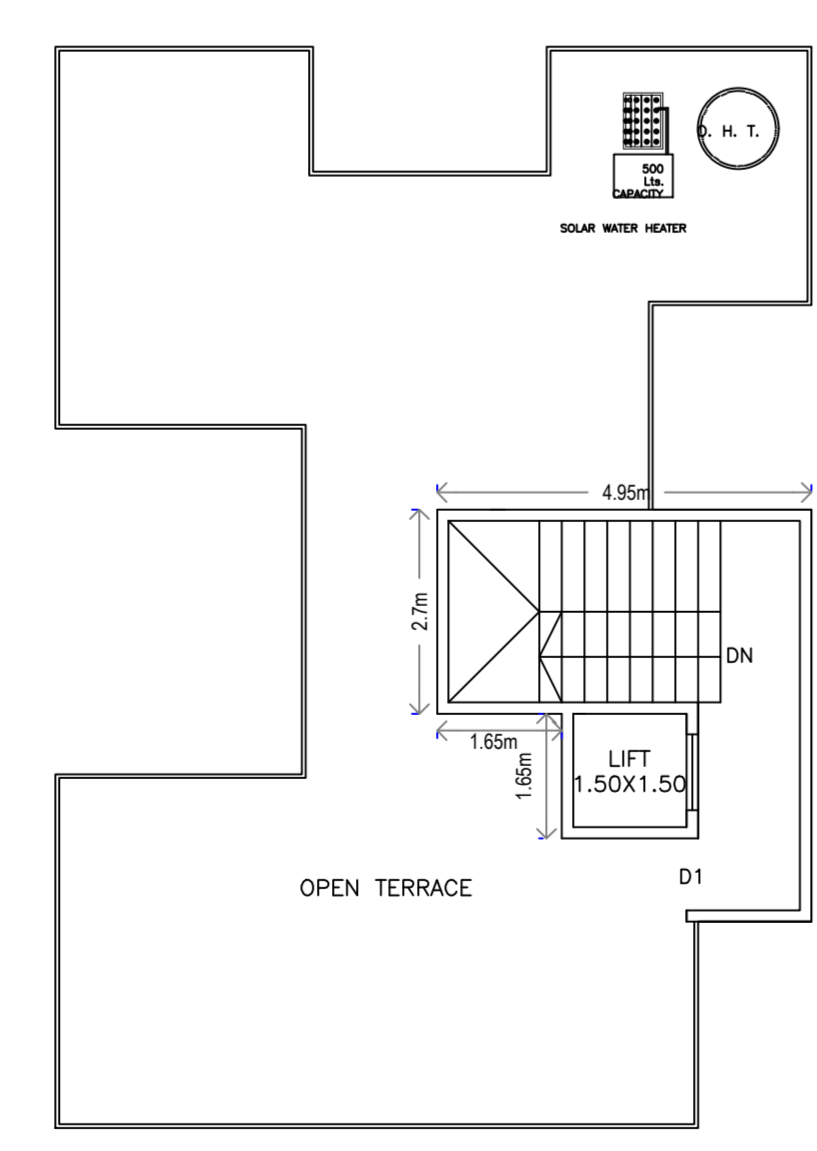 O. H. T.
500
Lts.
CAPACITY
SOLAR WATER HEATER
4.95m
2.7m
DN
1.65m
1.65m
LIFT
1.50X1.50
D1
OPEN TERRACE